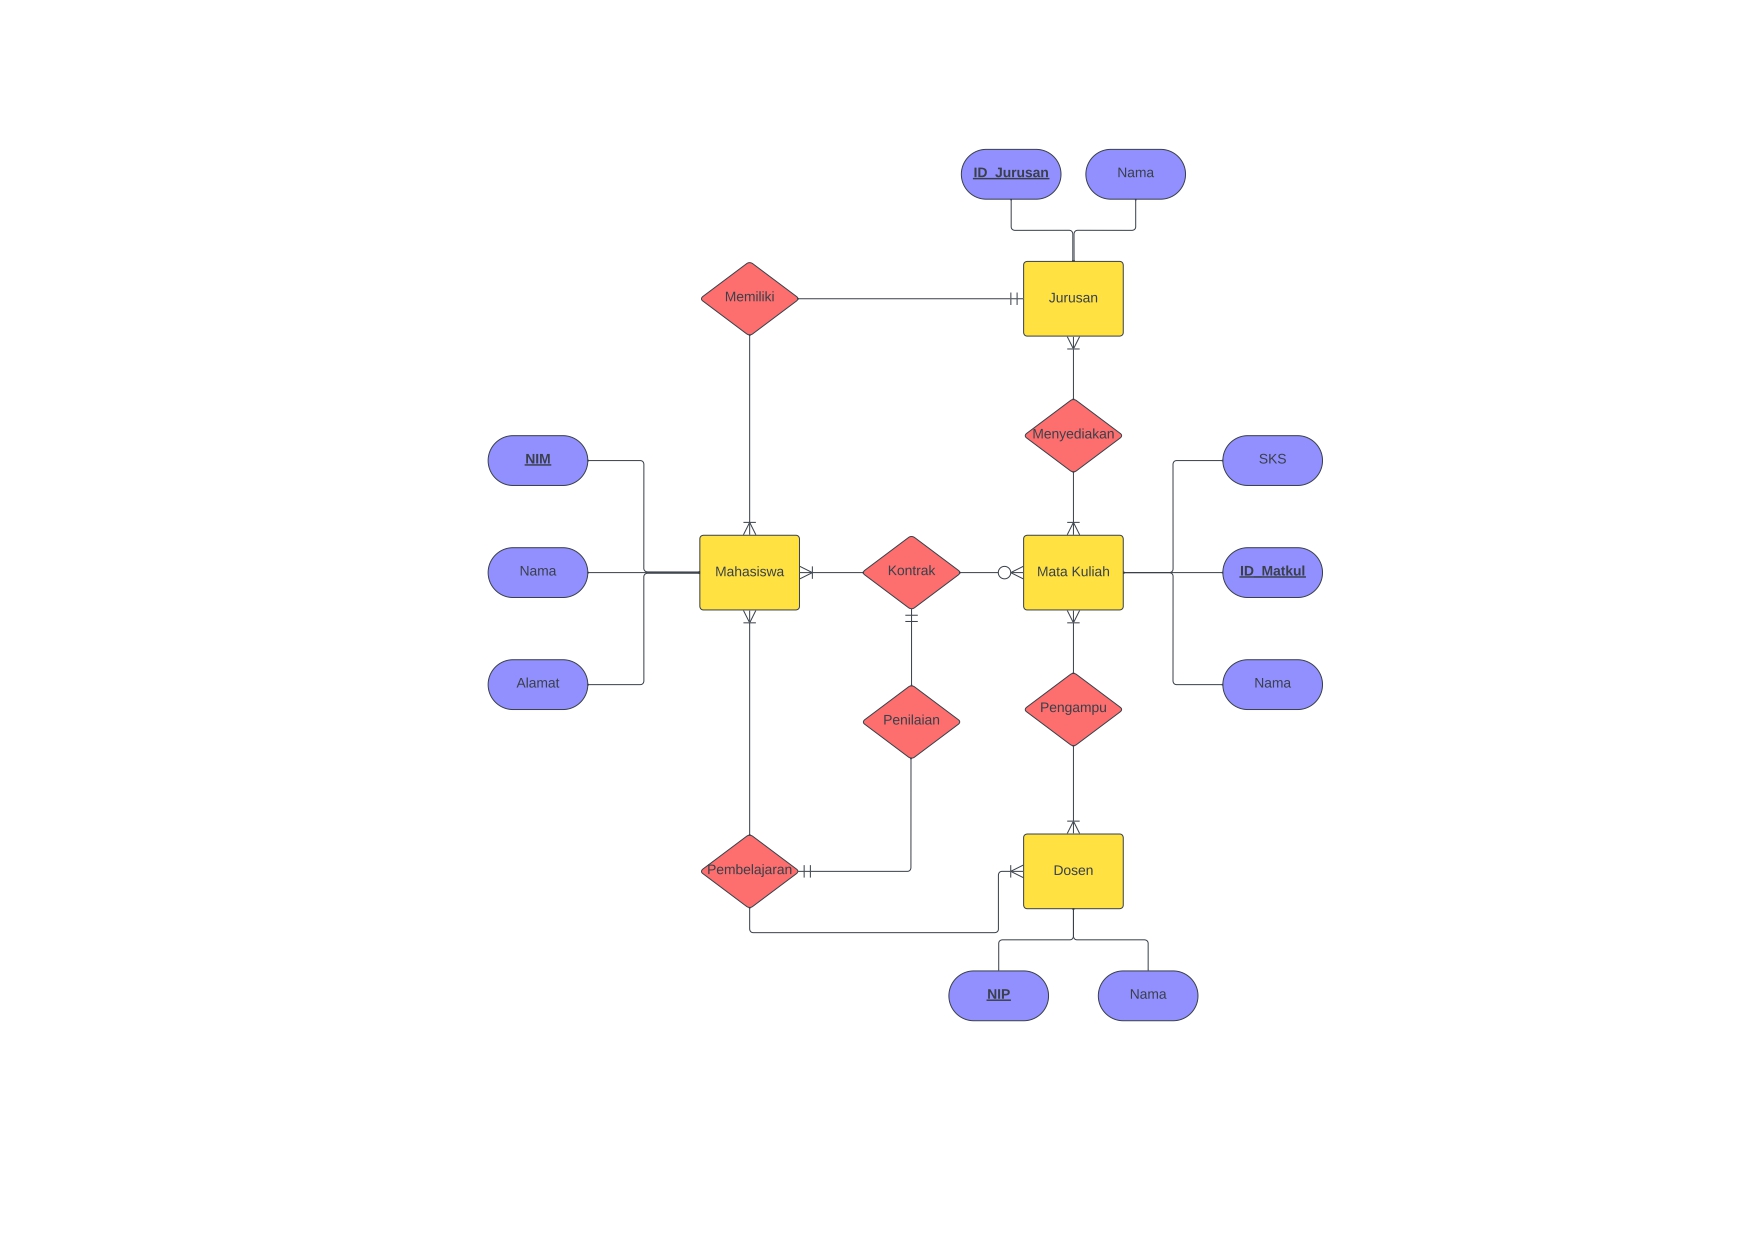 ID_Jurusan
Nama
Memiliki
Jurusan
Menyediakan
NIM
SKS
Nama
Mahasiswa
Kontrak
Mata Kuliah
ID_Matkul
Alamat
Nama
Pengampu
Penilaian
Pembelajaran
Dosen
NIP
Nama